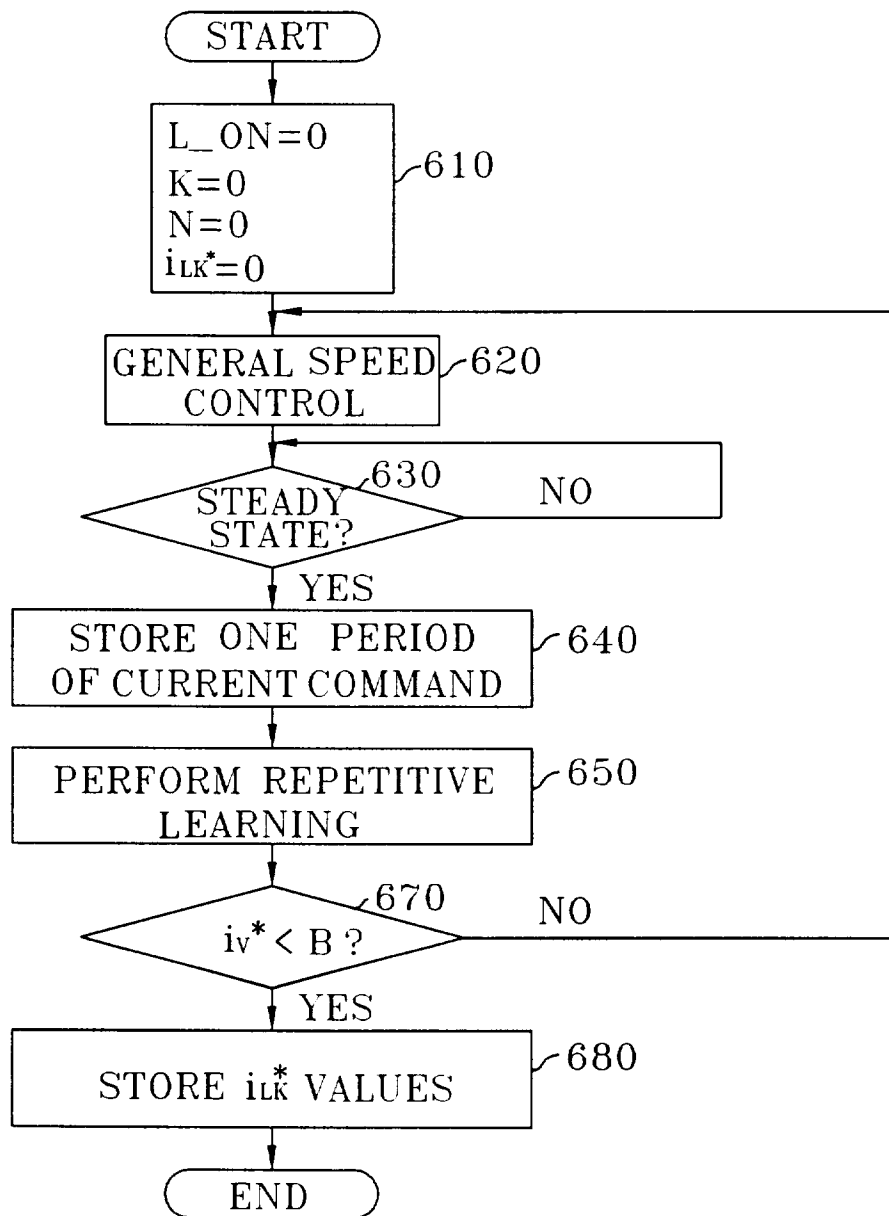 START
L_ON=0
K=0
N=0
iLK*=0
610
GENERAL SPEED
CONTROL
620
STEADY
STATE?
630
NO
YES
STORE ONE PERIOD
OF CURRENT COMMAND
640
PERFORM REPETITIVE
LEARNING
650
iv* < B ?
670
NO
YES
STORE iLK* VALUES
680
END